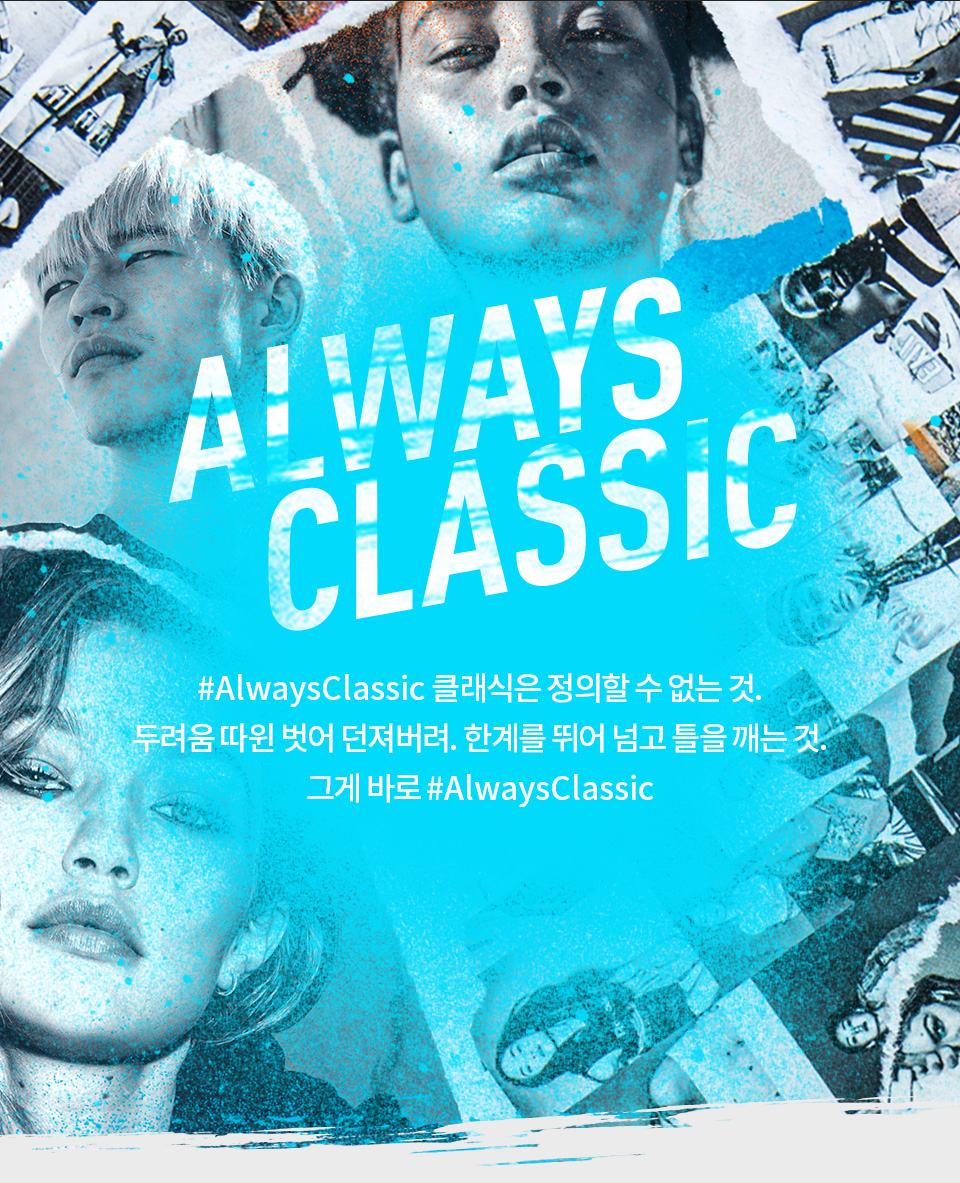 ALWAYS
CLASSIC
#AlwaysClassic 클래식은 정의할 수 없는 것.
두려움 따윈 벗어 던져버려. 한계를 뛰어 넘고 틀을 깨는 것.
그게 바로 #AlwaysClassic